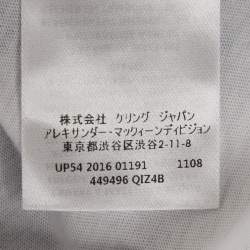 株式会社 ケリング ジャパン
アレキサンダー・マックィーンディビジョン
東京都渋谷区渋谷2-11-8
UP54 2016 01191 1108
449496 QIZ4B